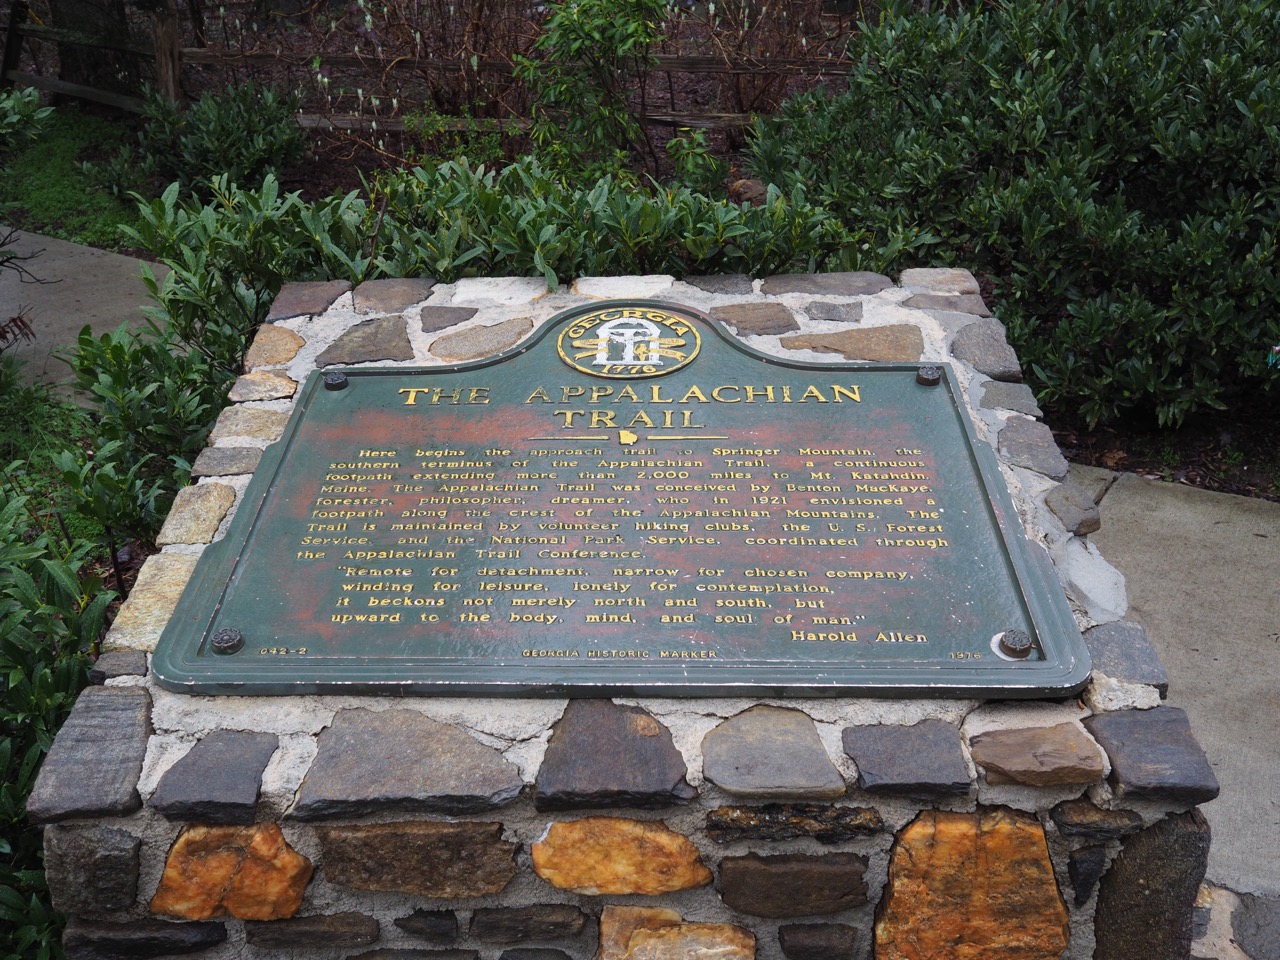 GEORGIA
1776
THE APPALACHIAN
TRAIL
Here begins the approach trail to Springer Mountain, the
southern terminus of the Appalachian Trail, a continuous
footpath extending more than 2,000 miles to Mt. Katahdin,
Maine. The Appalachian Trail was conceived by Benton MacKaye,
forester, philosopher, dreamer, who in 1921 envisioned a
footpath along the crest of the Appalachian Mountains. The
Trail is maintained by volunteer hiking clubs, the U. S. Forest
Service, and the National Park Service, coordinated through
the Appalachian Trail Conference.
"Remote for detachment, narrow for chosen company,
winding for leisure, lonely for contemplation,
it beckons not merely north and south, but
upward to the body, mind, and soul of man."
Harold Allen
042-2 GEORGIA HISTORIC MARKER 1976